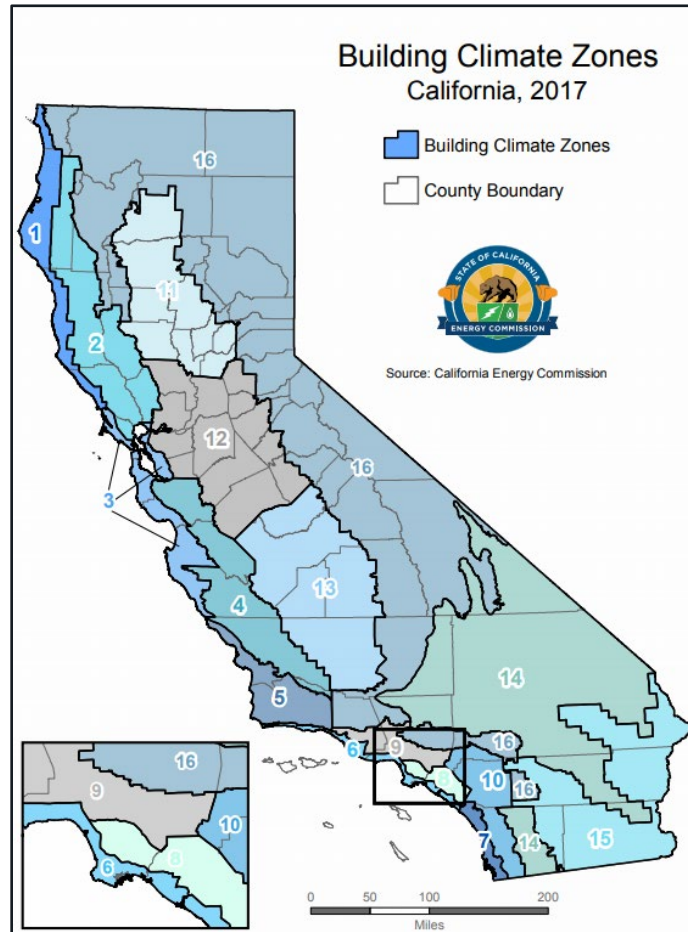 Building Climate Zones
California, 2017
Building Climate Zones
County Boundary
STATE OF CALIFORNIA
ENERGY COMMISSION
Source: California Energy Commission
16
1
11
2
12
16
3
13
4
14
5
6
9
16
8
10
16
7
14
15
16
9
10
8
6
0 50 100 200
Miles